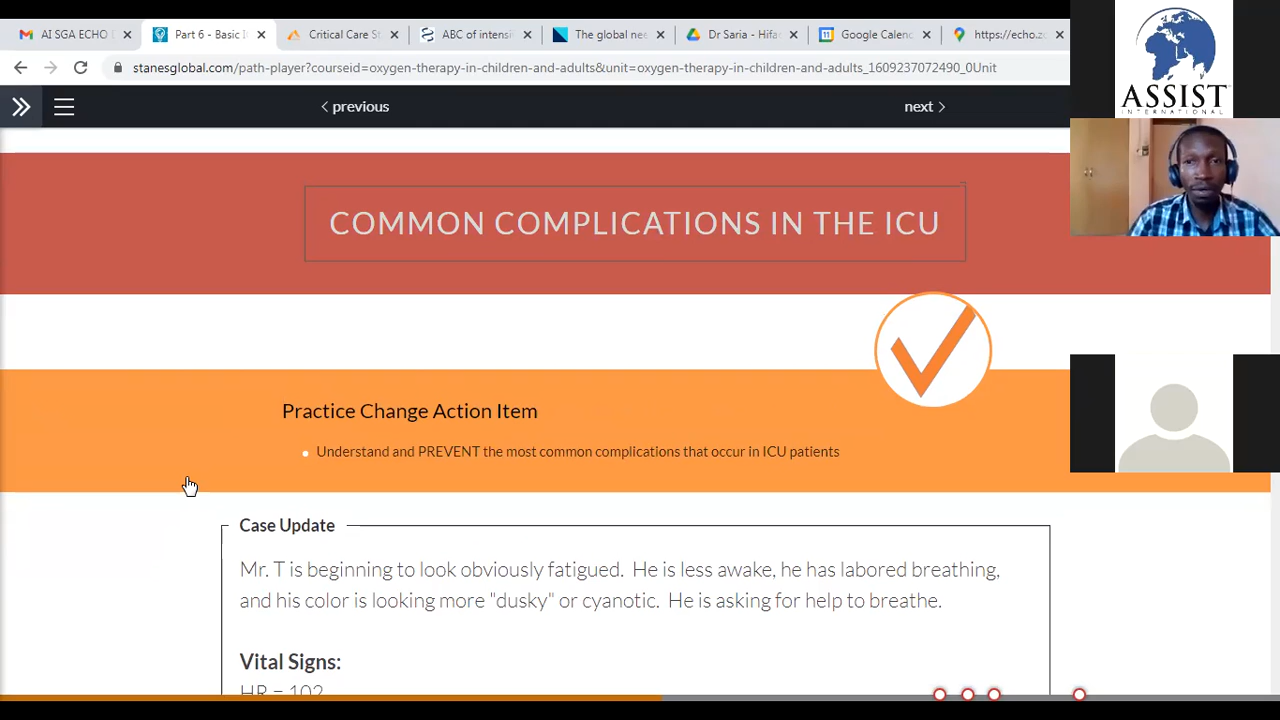 AI SGA ECHO
Part 6 - Basic I
Critical Care St
ABC of intensi
The global nee
Dr Saria - Hifa
Google Calend
https://echo.z
stanesglobal.com/path-player?courseid=oxygen-therapy-in-children-and-adults&unit=oxygen-therapy-in-children-and-adults_1609237072490_0Unit
ASSIST
INTERNATIONAL
previous
next
COMMON COMPLICATIONS IN THE ICU
Practice Change Action Item
Understand and PREVENT the most common complications that occur in ICU patients
Case Update
Mr. T is beginning to look obviously fatigued. He is less awake, he has labored breathing,
and his color is looking more "dusky" or cyanotic. He is asking for help to breathe.
Vital Signs:
HR = 102